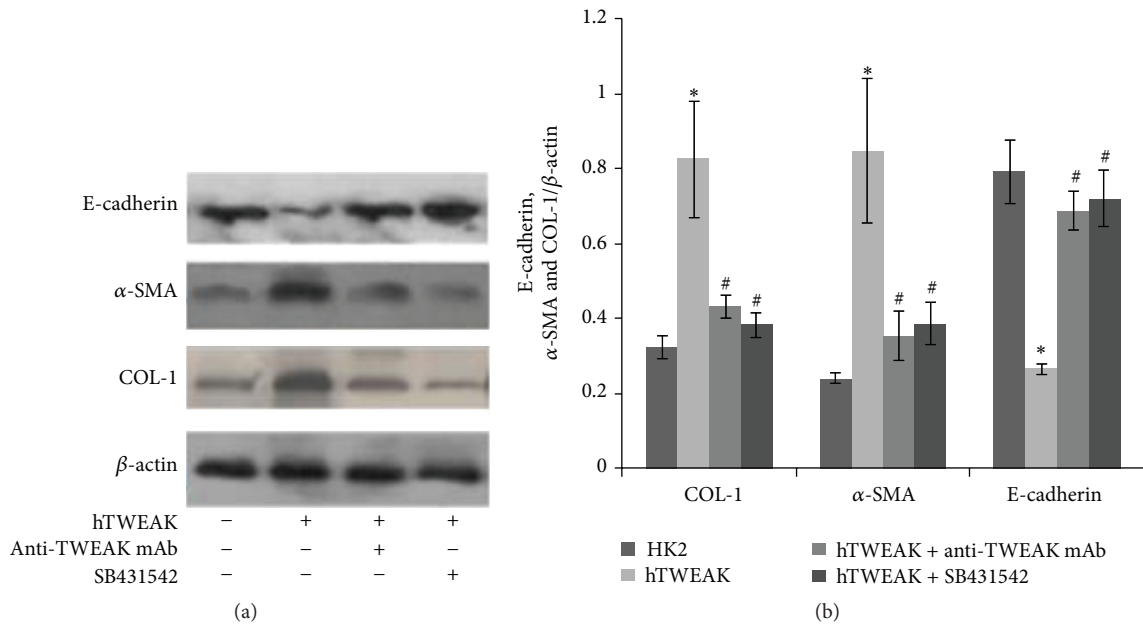 E-cadherin
α-SMA
COL-1
β-actin
hTWEAK − + + +
Anti-TWEAK mAb − − + −
SB431542 − − − +
(a)
E-cadherin,
α-SMA and COL-1/β-actin
1.2
1
0.8
0.6
0.4
0.2
0
* # #
* # #
* # #
COL-1 α-SMA E-cadherin
HK2 hTWEAK + anti-TWEAK mAb
hTWEAK hTWEAK + SB431542
(b)